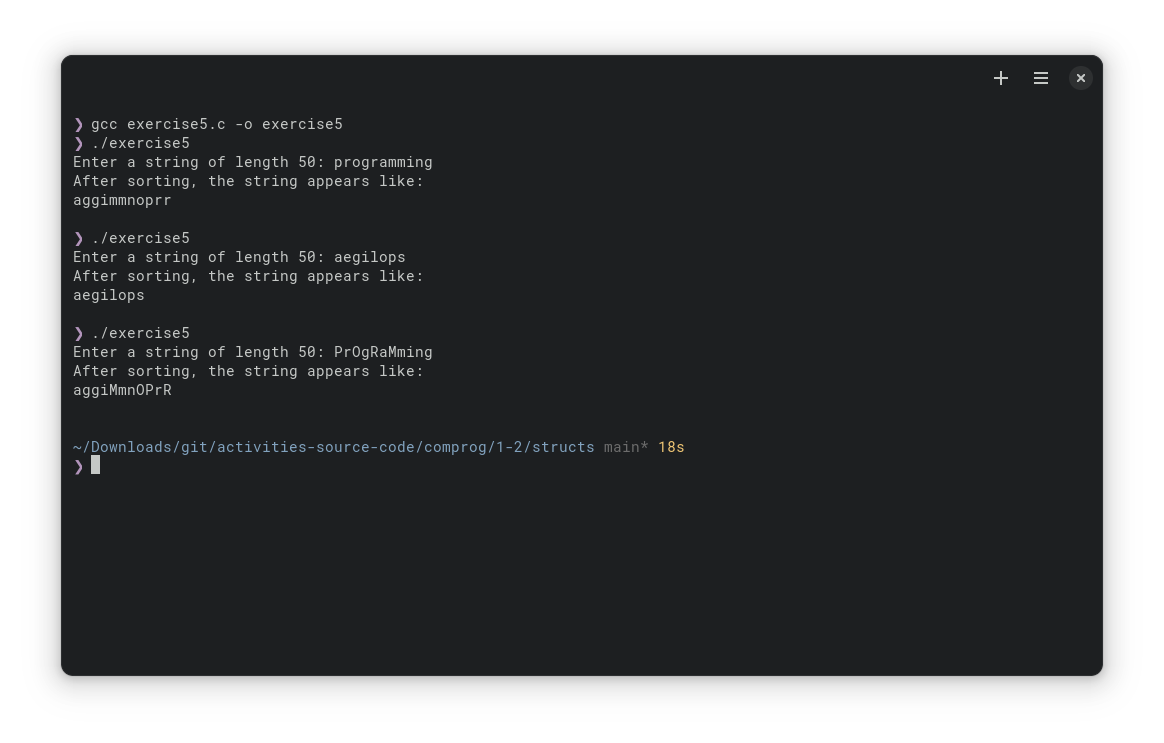 ❯ gcc exercise5.c -o exercise5
❯ ./exercise5
Enter a string of length 50: programming
After sorting, the string appears like:
aggimmnoprr
❯ ./exercise5
Enter a string of length 50: aegilops
After sorting, the string appears like:
aegilops
❯ ./exercise5
Enter a string of length 50: PrOgRaMming
After sorting, the string appears like:
aggiMmnOPrR
~/Downloads/git/activities-source-code/comprog/1-2/structs main* 18s
❯